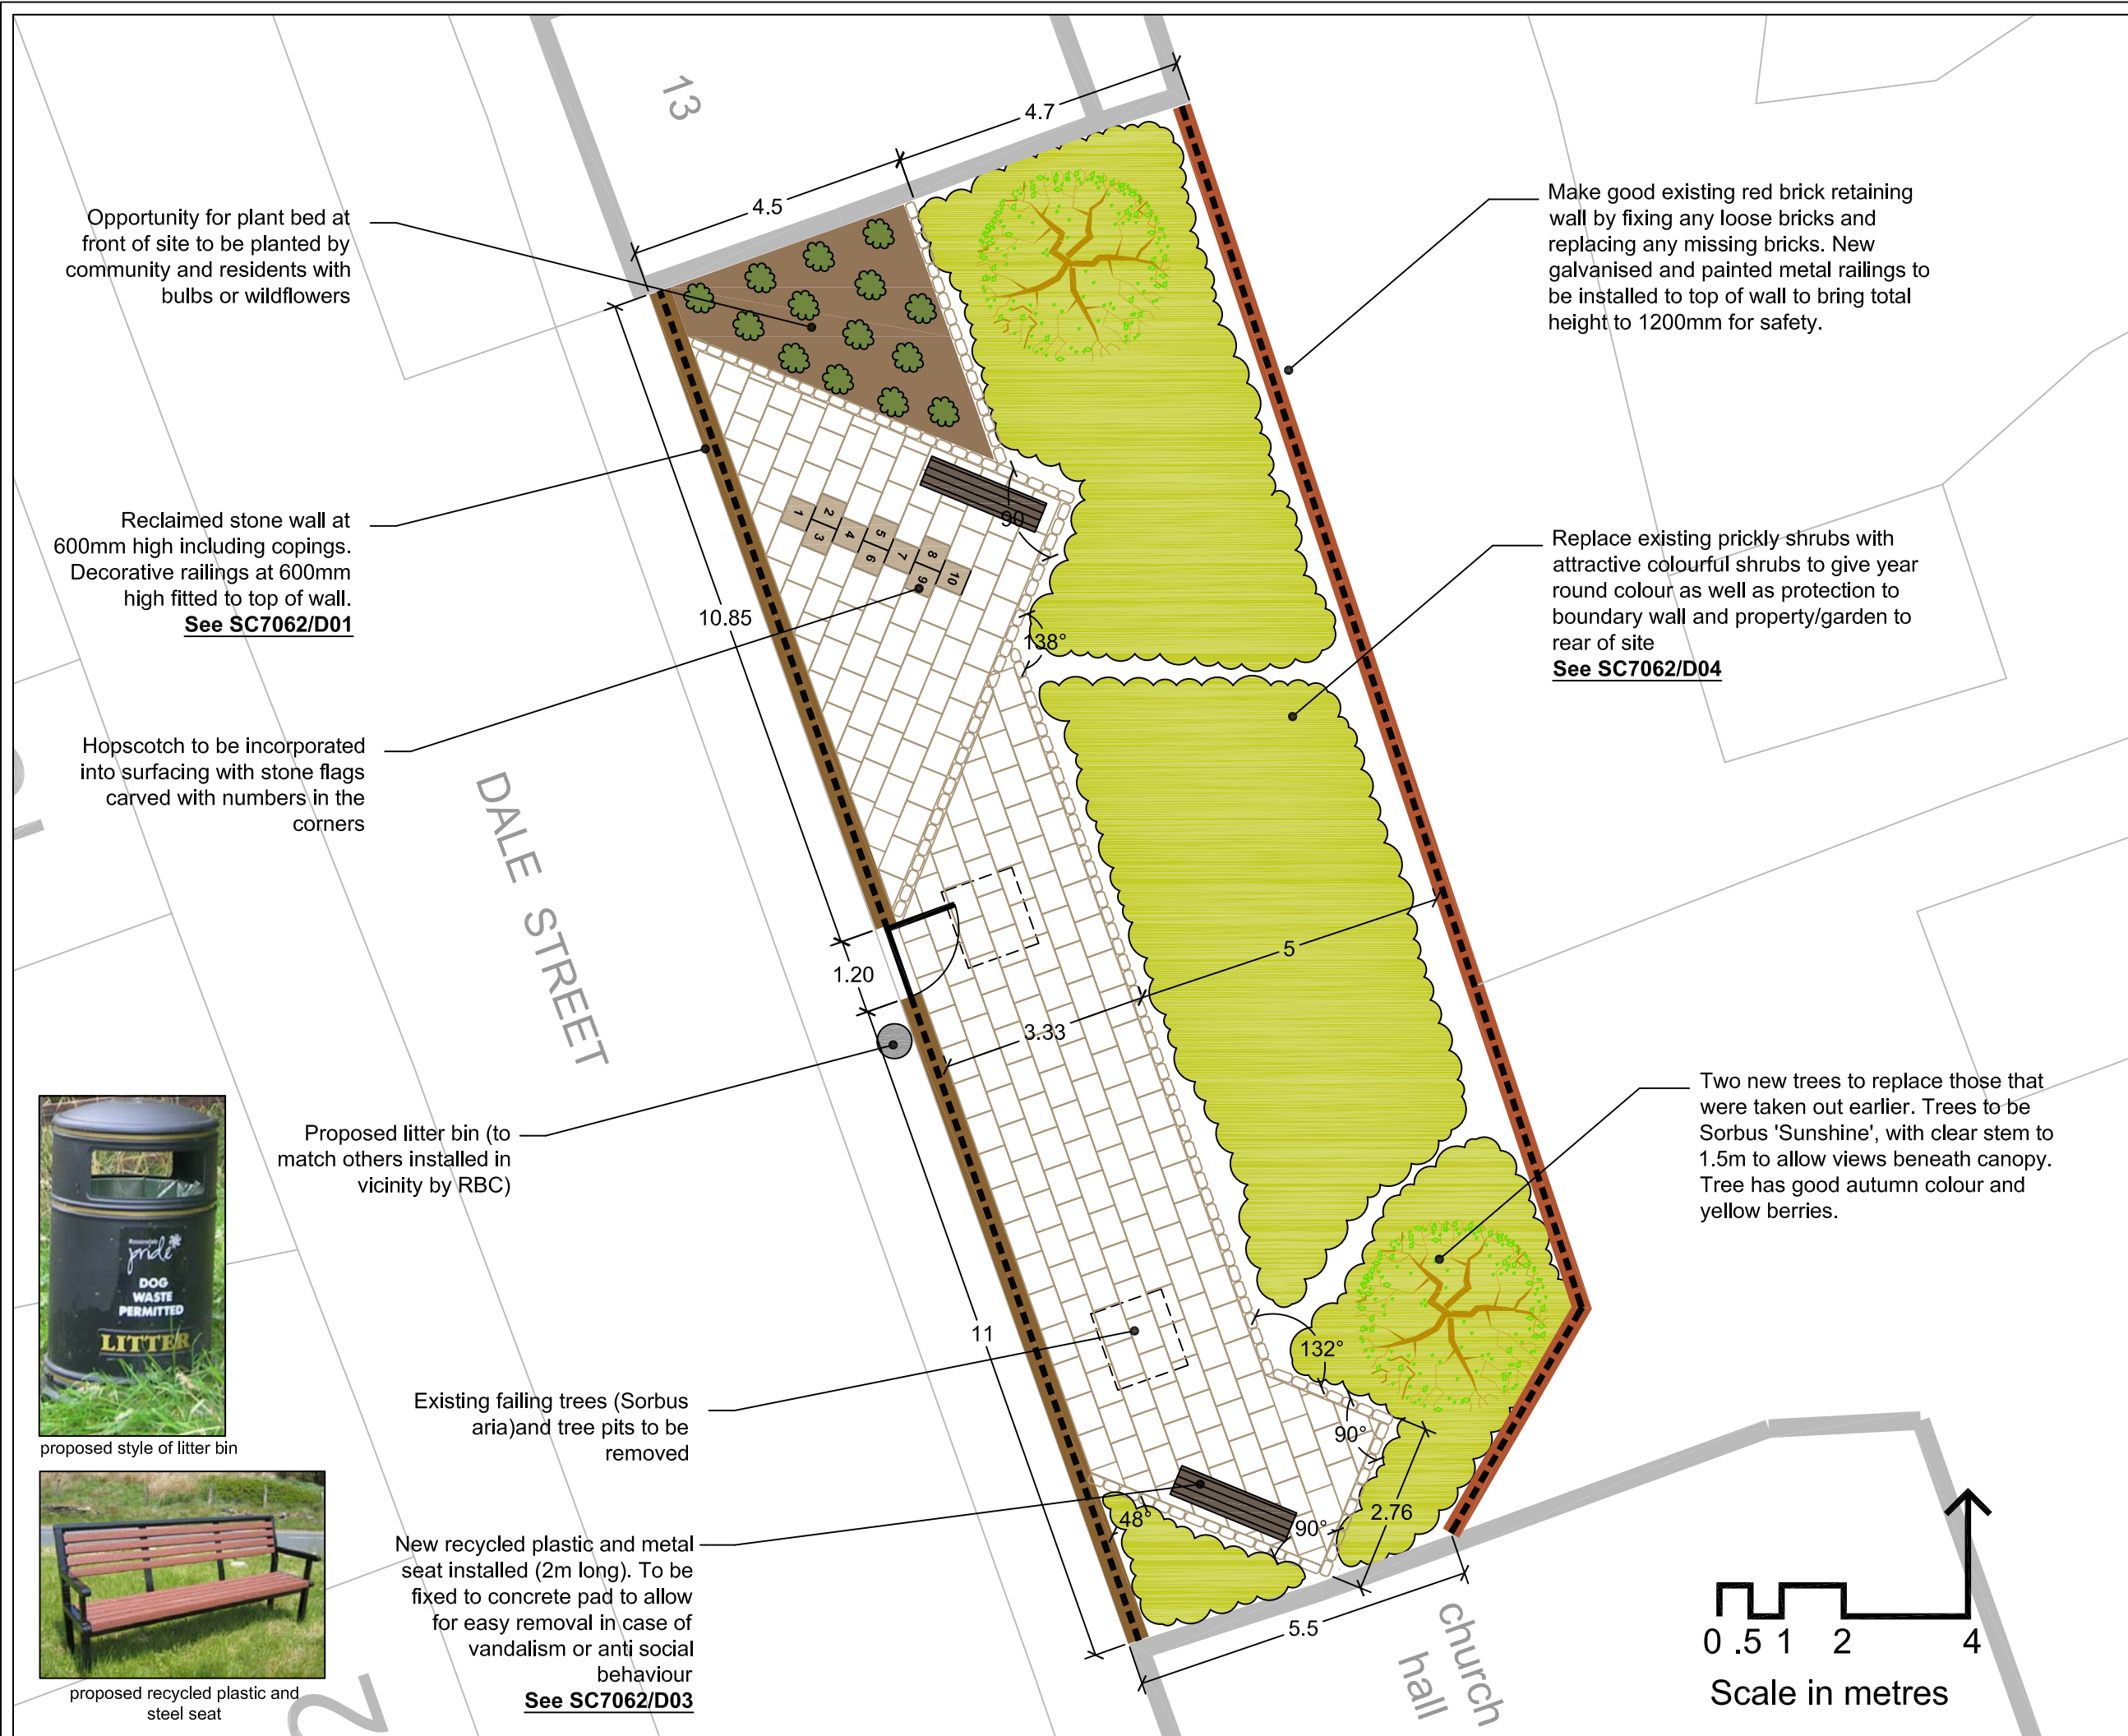 13
4.7
4.5
Opportunity for plant bed at
front of site to be planted by
community and residents with
bulbs or wildflowers
Make good existing red brick retaining
wall by fixing any loose bricks and
replacing any missing bricks. New
galvanised and painted metal railings to
be installed to top of wall to bring total
height to 1200mm for safety.
Reclaimed stone wall at
600mm high including copings.
Decorative railings at 600mm
high fitted to top of wall.
See SC7062/D01
1
2
3
4
5
6
7
8
9
10
90
Replace existing prickly shrubs with
attractive colourful shrubs to give year
round colour as well as protection to
boundary wall and property/garden to
rear of site
See SC7062/D04
10.85
138°
Hopscotch to be incorporated
into surfacing with stone flags
carved with numbers in the
corners
DALE STREET
1.20
5
3.33
Proposed litter bin (to
match others installed in
vicinity by RBC)
Two new trees to replace those that
were taken out earlier. Trees to be
Sorbus 'Sunshine', with clear stem to
1.5m to allow views beneath canopy.
Tree has good autumn colour and
yellow berries.
Rossendale
pride
DOG
WASTE
PERMITTED
LITTER
proposed style of litter bin
11
132°
Existing failing trees (Sorbus
aria)and tree pits to be
removed
90°
2.76
48°
90°
New recycled plastic and metal
seat installed (2m long). To be
fixed to concrete pad to allow
for easy removal in case of
vandalism or anti social
behaviour
See SC7062/D03
proposed recycled plastic and
steel seat
2
5.5
church
hall
0 .5 1 2 4
Scale in metres